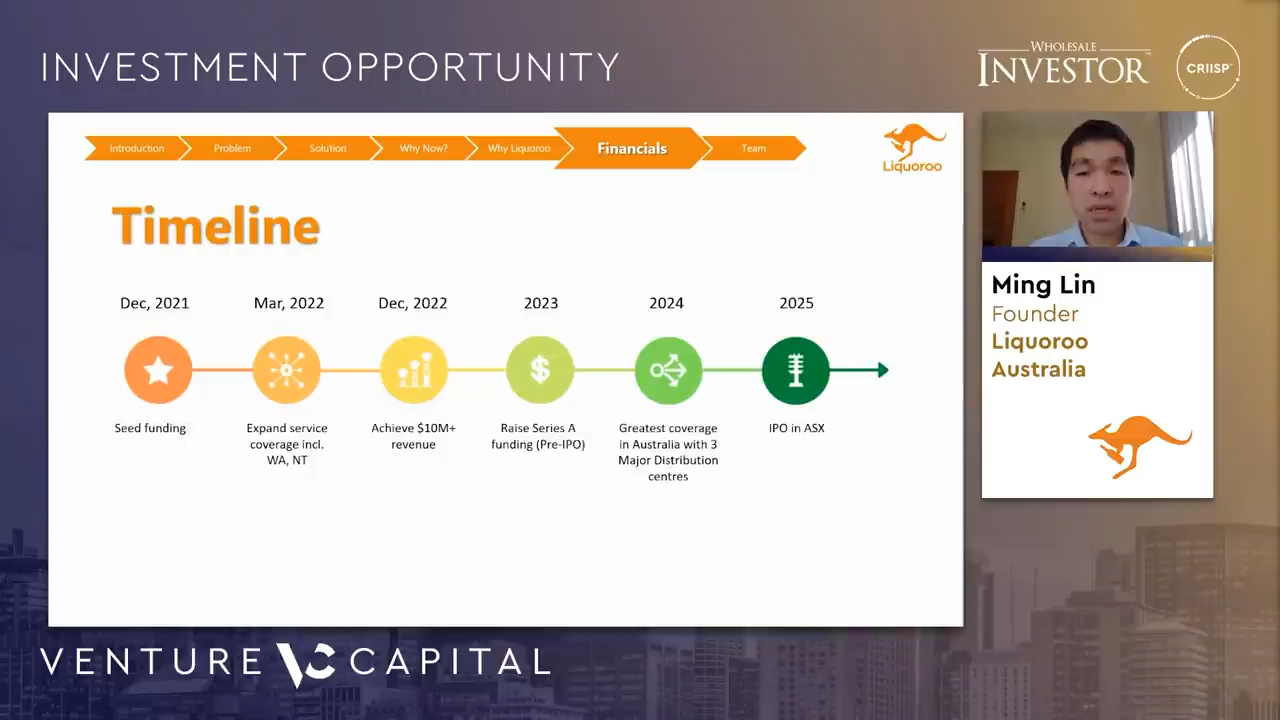 INVESTMENT OPPORTUNITY
WHOLESALE
INVESTOR
CRIISP
Introduction
Problem
Solution
Why Now?
Why Liquoroo
Financials
Team
Liquoroo
Timeline
Dec, 2021
Mar, 2022
Dec, 2022
2023
2024
2025
$
Seed funding
Expand service
coverage incl.
WA, NT
Achieve $10M+
revenue
Raise Series A
funding (Pre-IPO)
Greatest coverage
in Australia with 3
Major Distribution
centres
IPO in ASX
Ming Lin
Founder
Liquoroo
Australia
VENTURE VC CAPITAL